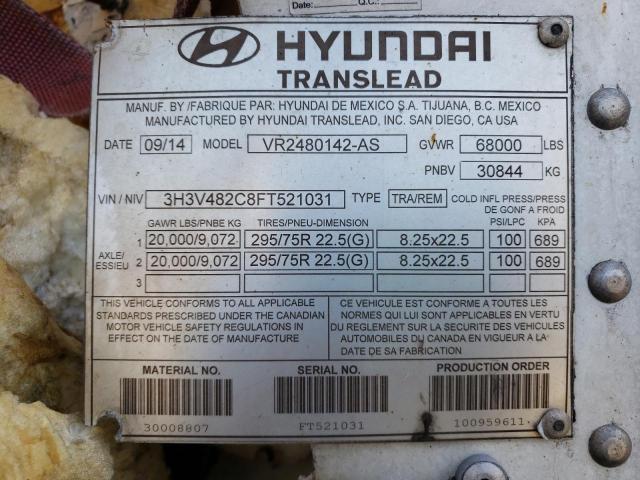 Date: Q.C.:
HYUNDAI
TRANSLEAD
MANUF. BY /FABRIQUE PAR: HYUNDAI DE MEXICO S.A. TIJUANA, B.C. MEXICO
MANUFACTURED BY HYUNDAI TRANSLEAD, INC. SAN DIEGO, CA USA
DATE 09/14 MODEL VR2480142-AS GVWR 68000 LBS
PNBV 30844 KG
VIN / NIV 3H3V482C8FT521031 TYPE TRA/REM COLD INFL PRESS/PRESS
DE GONF A FROID
GAWR LBS/PNBE KG TIRES/PNEU-DIMENSION PSI/LPC KPA
1 20,000/9,072 295/75R 22.5(G) 8.25x22.5 100 689
AXLE/
ESSIEU 2 20,000/9,072 295/75R 22.5(G) 8.25x22.5 100 689
3
THIS VEHICLE CONFORMS TO ALL APPLICABLE
STANDARDS PRESCRIBED UNDER THE CANADIAN
MOTOR VEHICLE SAFETY REGULATIONS IN
EFFECT ON THE DATE OF MANUFACTURE
CE VEHICULE EST CONFORME A TOUTES LES
NORMES QUI LUI SONT APPLICABLES EN VERTU
DU REGLEMENT SUR LA SECURITE DES VEHICULES
AUTOMOBILES DU CANADA EN VIGUEUR A LA
DATE DE SA FABRICATION
MATERIAL NO. SERIAL NO. PRODUCTION ORDER
30008807 FT521031 100959611